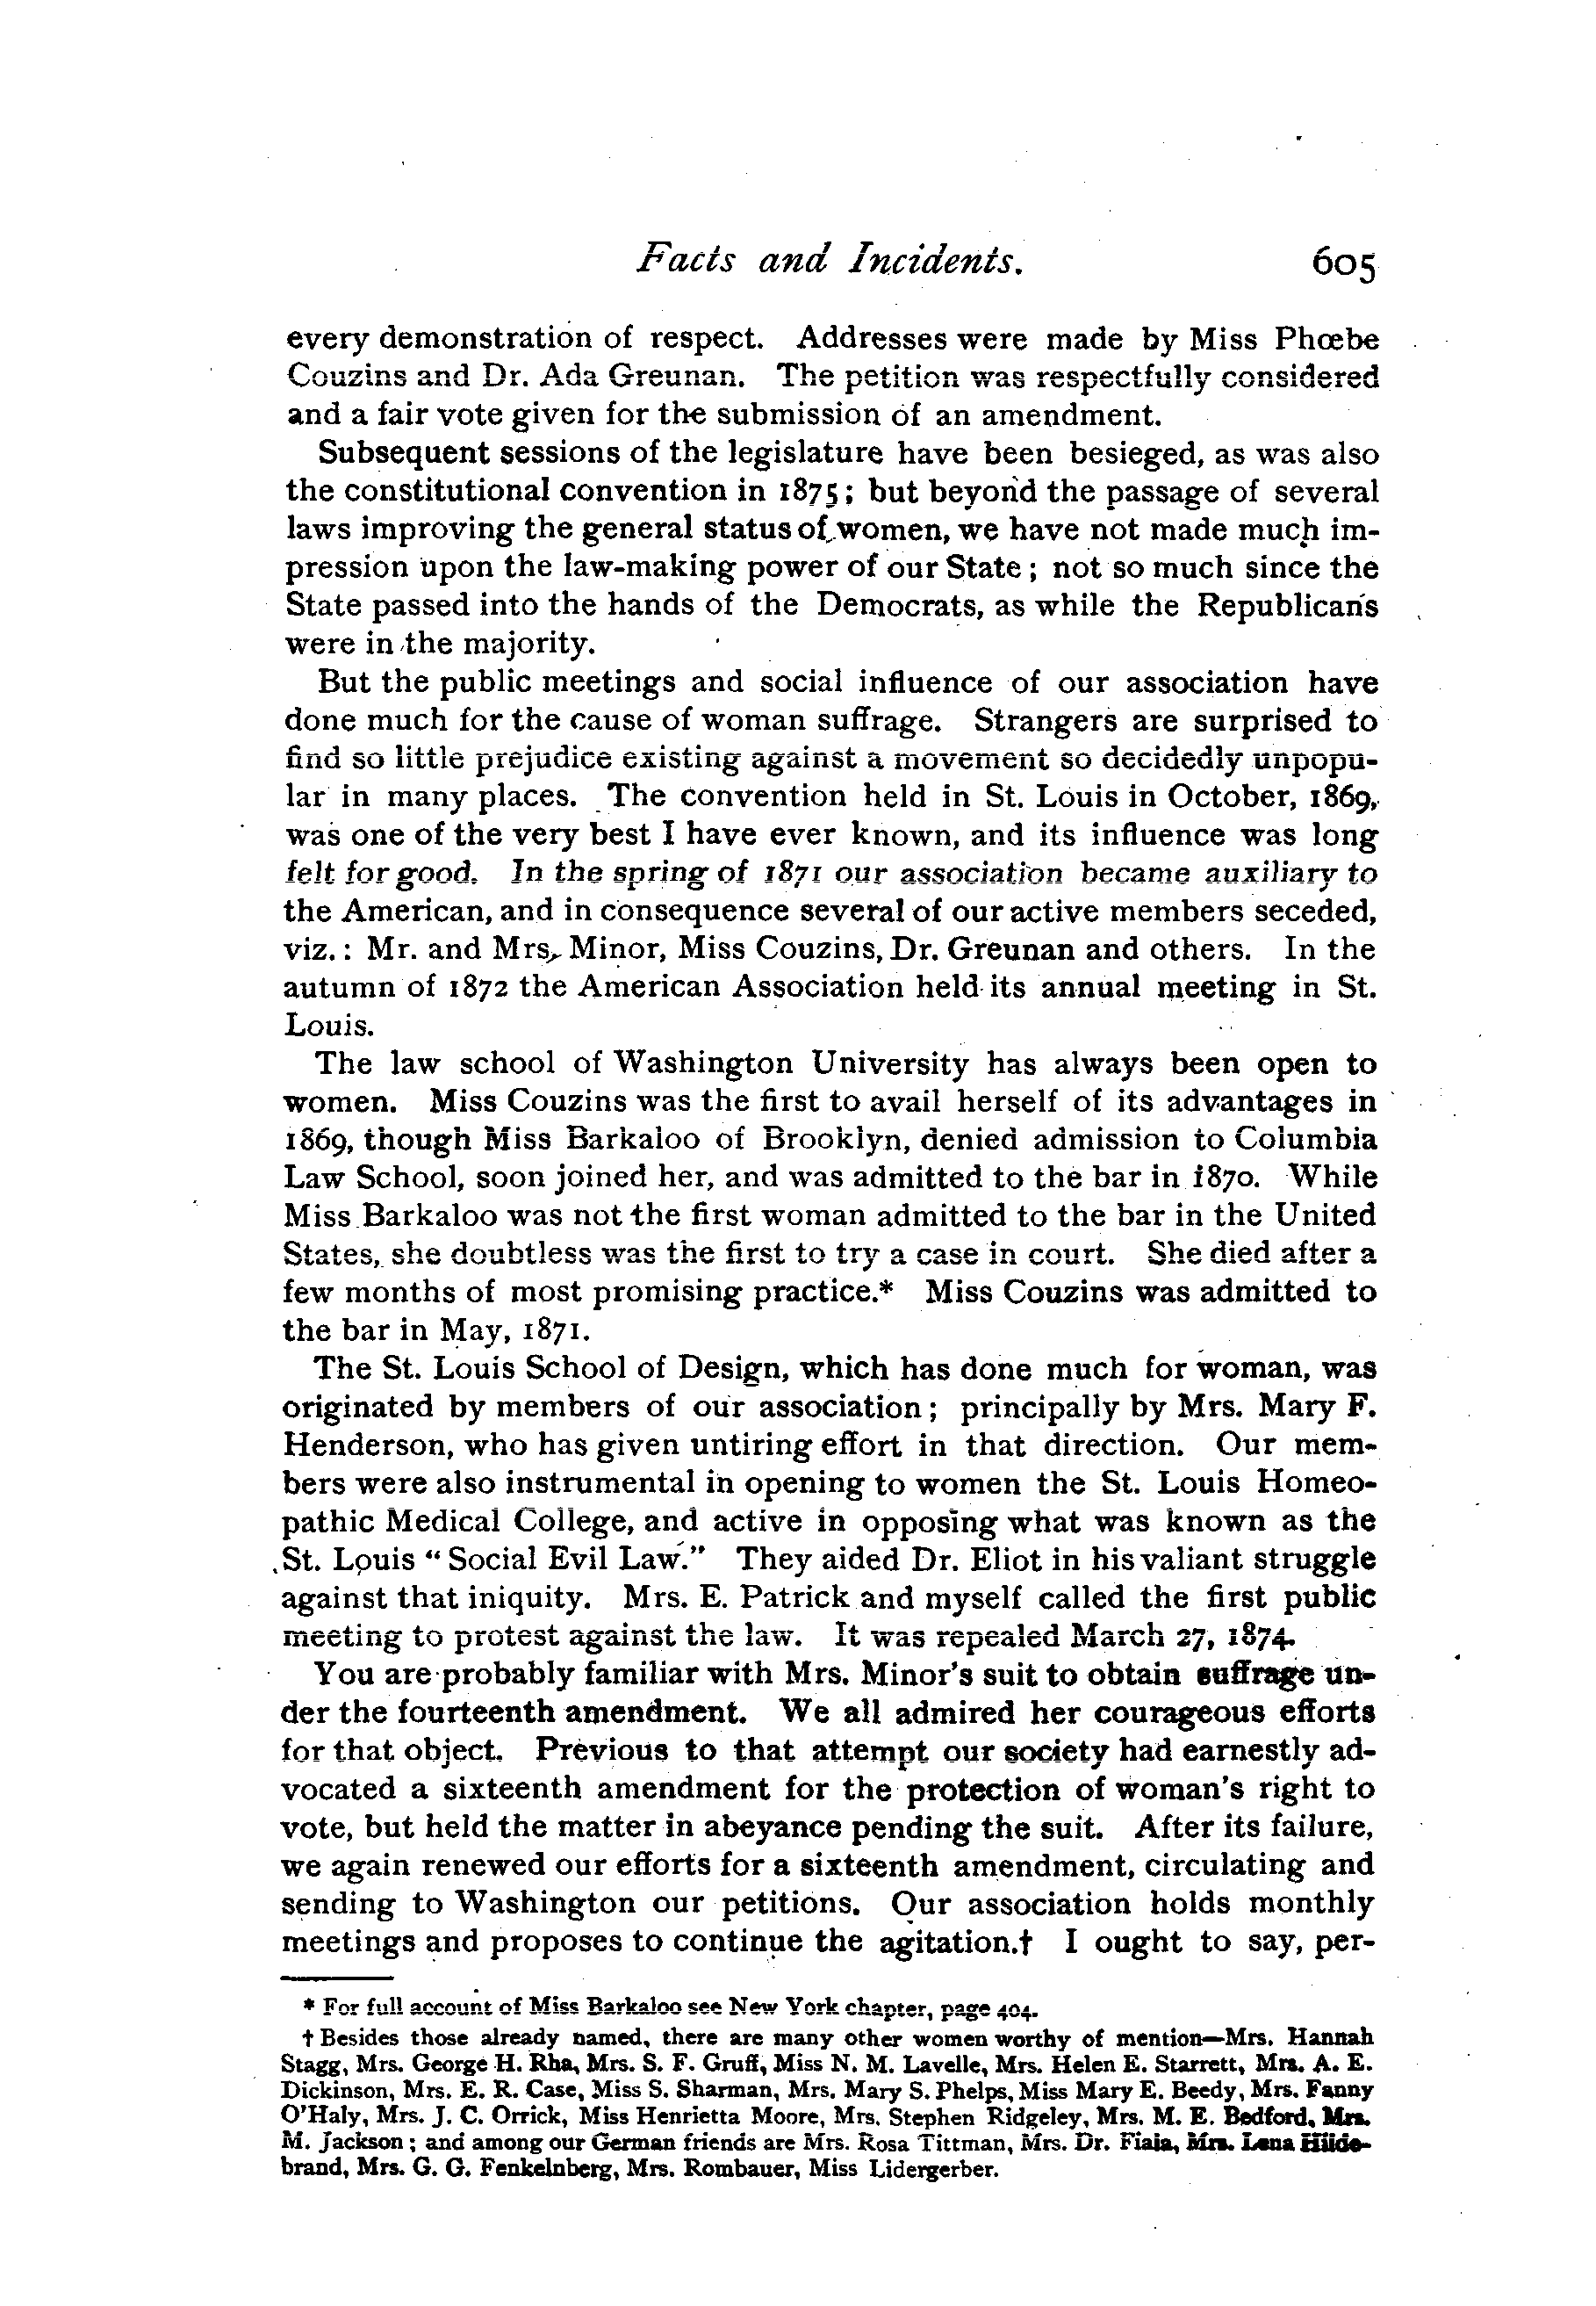 Facts and Incidents. 605
every demonstration of respect. Addresses were made by Miss Phœbe
Couzins and Dr. Ada Greunan. The petition was respectfully considered
and a fair vote given for the submission of an amendment.
Subsequent sessions of the legislature have been besieged, as was also
the constitutional convention in 1875; but beyond the passage of several
laws improving the general status of women, we have not made much im-
pression upon the law-making power of our State; not so much since the
State passed into the hands of the Democrats, as while the Republicans
were in the majority.
But the public meetings and social influence of our association have
done much for the cause of woman suffrage. Strangers are surprised to
find so little prejudice existing against a movement so decidedly unpopu-
lar in many places. The convention held in St. Louis in October, 1869,
was one of the very best I have ever known, and its influence was long
felt for good. In the spring of 1871 our association became auxiliary to
the American, and in consequence several of our active members seceded,
viz.: Mr. and Mrs. Minor, Miss Couzins, Dr. Greunan and others. In the
autumn of 1872 the American Association held its annual meeting in St.
Louis.
The law school of Washington University has always been open to
women. Miss Couzins was the first to avail herself of its advantages in
1869, though Miss Barkaloo of Brooklyn, denied admission to Columbia
Law School, soon joined her, and was admitted to the bar in 1870. While
Miss Barkaloo was not the first woman admitted to the bar in the United
States, she doubtless was the first to try a case in court. She died after a
few months of most promising practice.* Miss Couzins was admitted to
the bar in May, 1871.
The St. Louis School of Design, which has done much for woman, was
originated by members of our association; principally by Mrs. Mary F.
Henderson, who has given untiring effort in that direction. Our mem-
bers were also instrumental in opening to women the St. Louis Homeo-
pathic Medical College, and active in opposing what was known as the
St. Louis "Social Evil Law." They aided Dr. Eliot in his valiant struggle
against that iniquity. Mrs. E. Patrick and myself called the first public
meeting to protest against the law. It was repealed March 27, 1874.
You are probably familiar with Mrs. Minor's suit to obtain suffrage un-
der the fourteenth amendment. We all admired her courageous efforts
for that object. Previous to that attempt our society had earnestly ad-
vocated a sixteenth amendment for the protection of woman's right to
vote, but held the matter in abeyance pending the suit. After its failure,
we again renewed our efforts for a sixteenth amendment, circulating and
sending to Washington our petitions. Our association holds monthly
meetings and proposes to continue the agitation.† I ought to say, per-
* For full account of Miss Barkaloo see New York chapter, page 404.
† Besides those already named, there are many other women worthy of mention—Mrs. Hannah
Stagg, Mrs. George H. Rha, Mrs. S. F. Gruff, Miss N. M. Lavelle, Mrs. Helen E. Starrett, Mrs. A. E.
Dickinson, Mrs. E. R. Case, Miss S. Sharman, Mrs. Mary S. Phelps, Miss Mary E. Beedy, Mrs. Fanny
O'Haly, Mrs. J. C. Orrick, Miss Henrietta Moore, Mrs. Stephen Ridgeley, Mrs. M. E. Bedford, Mrs.
M. Jackson; and among our German friends are Mrs. Rosa Tittman, Mrs. Dr. Fiala, Mrs. Lena Hilde-
brand, Mrs. G. G. Fenkelnberg, Mrs. Rombauer, Miss Lidergerber.